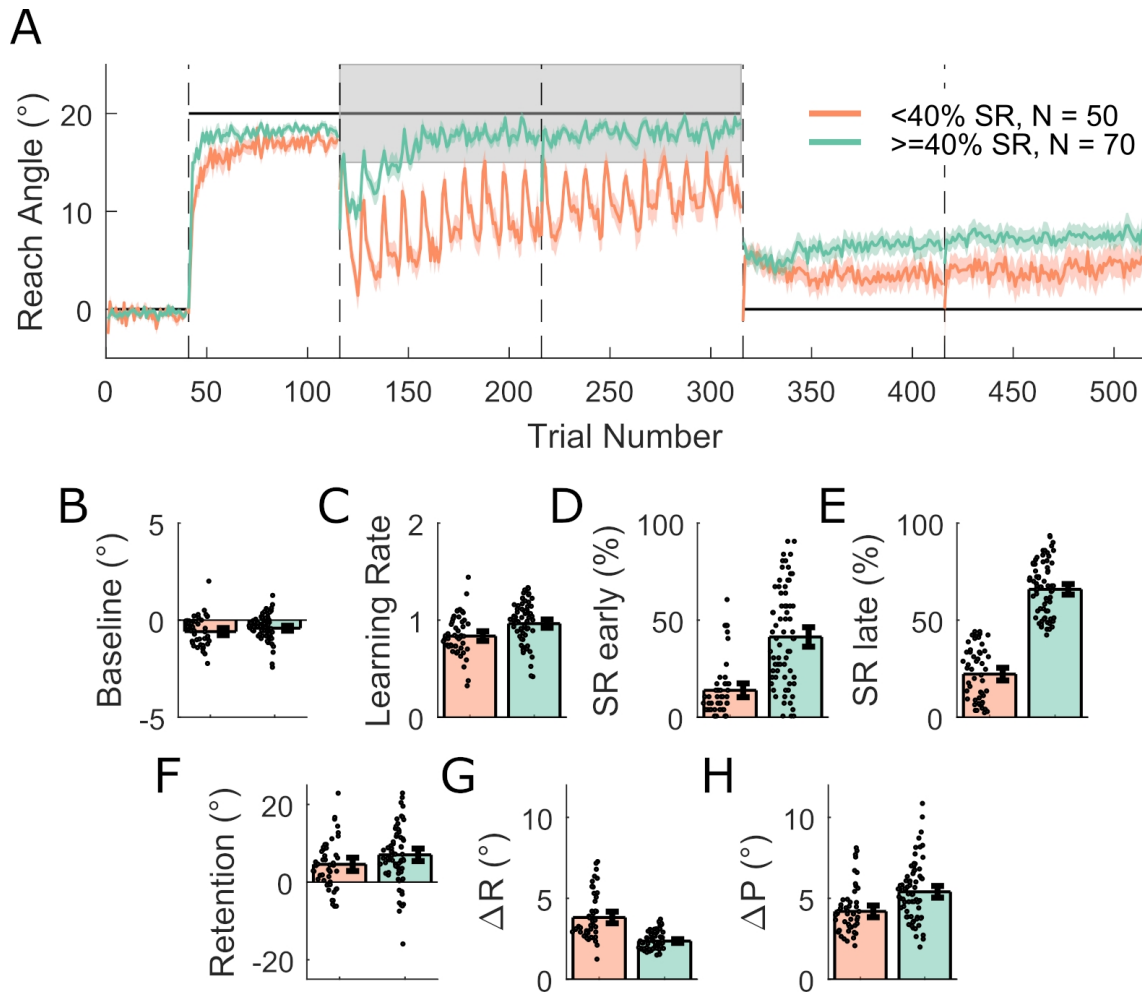 A
Reach Angle (°)
20
10
0
<40% SR, N = 50
>=40% SR, N = 70
0 50 100 150 200 250 300 350 400 450 500
Trial Number
B
Baseline (°)
5
0
-5
C
Learning Rate
2
1
0
D
SR early (%)
100
50
0
E
SR late (%)
100
50
0
F
Retention (°)
20
0
-20
G
ΔR (°)
10
5
0
H
ΔP (°)
10
5
0